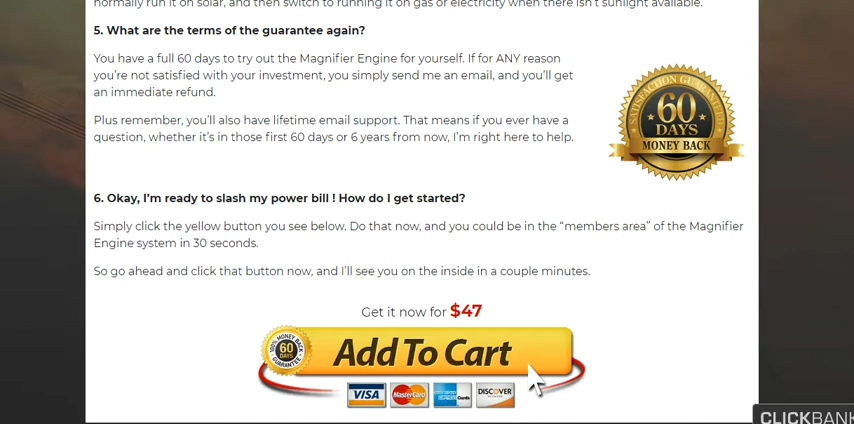 normally run it on solar, and then switch to running it on gas or electricity when there isn't sunlight available.
5. What are the terms of the guarantee again?
You have a full 60 days to try out the Magnifier Engine for yourself. If for ANY reason
you're not satisfied with your investment, you simply send me an email, and you'll get
an immediate refund.
Plus remember, you'll also have lifetime email support. That means if you ever have a
question, whether it's in those first 60 days or 6 years from now, I'm right here to help.
SATISFACTION GUARANTEE
60
DAYS
MONEY BACK
6. Okay, I'm ready to slash my power bill ! How do I get started?
Simply click the yellow button you see below. Do that now, and you could be in the “members area” of the Magnifier
Engine system in 30 seconds.
So go ahead and click that button now, and I'll see you on the inside in a couple minutes.
Get it now for $47
100% MONEY BACK
60
DAYS
GUARANTEE
Add To Cart
VISA
MasterCard
Cards
DISCOVER
CLICKBANK